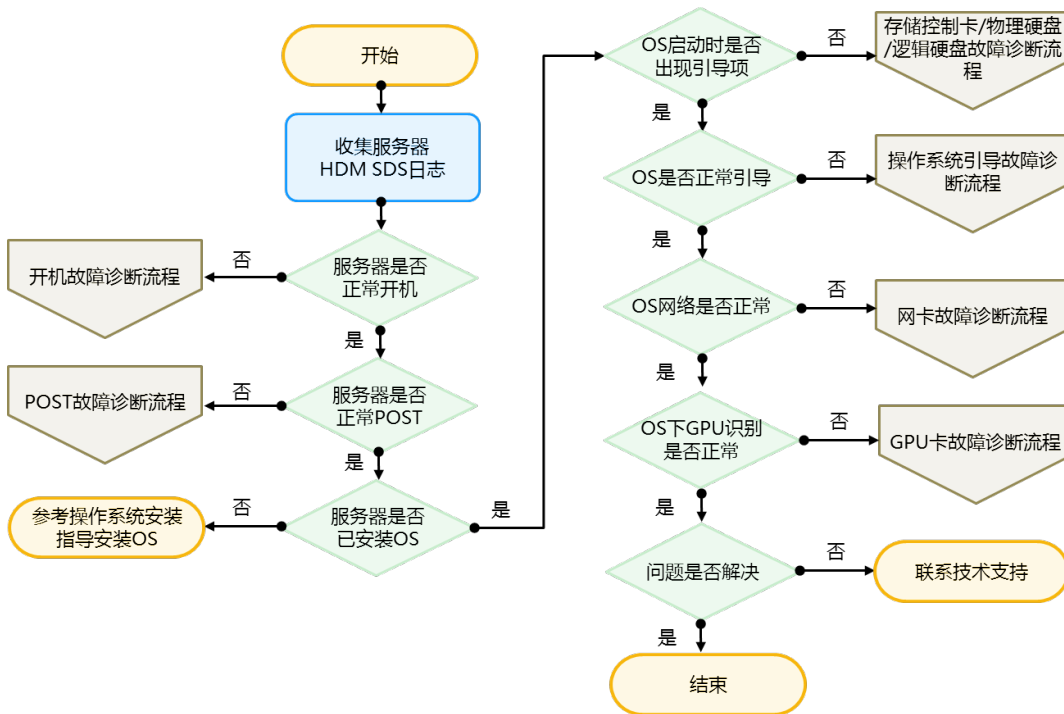 开始
收集服务器
HDM SDS日志
服务器是否
正常开机
否
开机故障诊断流程
是
服务器是否
正常POST
否
POST故障诊断流程
是
服务器是否
已安装OS
否
参考操作系统安装
指导安装OS
是
OS启动时是否
出现引导项
否
存储控制卡/物理硬盘
/逻辑硬盘故障诊断流
程
是
OS是否正常引导
否
操作系统引导故障诊
断流程
是
OS网络是否正常
否
网卡故障诊断流程
是
OS下GPU识别
是否正常
否
GPU卡故障诊断流程
是
问题是否解决
否
联系技术支持
是
结束